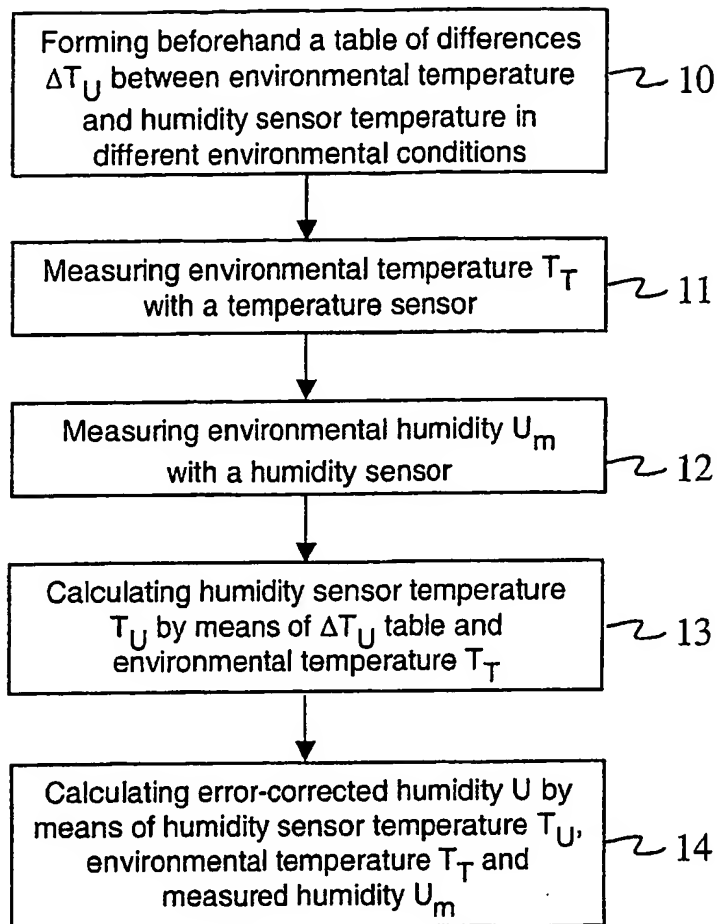 Forming beforehand a table of differences
ΔT_U between environmental temperature
and humidity sensor temperature in
different environmental conditions
10
Measuring environmental temperature T_T
with a temperature sensor
11
Measuring environmental humidity U_m
with a humidity sensor
12
Calculating humidity sensor temperature
T_U by means of ΔT_U table and
environmental temperature T_T
13
Calculating error-corrected humidity U by
means of humidity sensor temperature T_U,
environmental temperature T_T and
measured humidity U_m
14